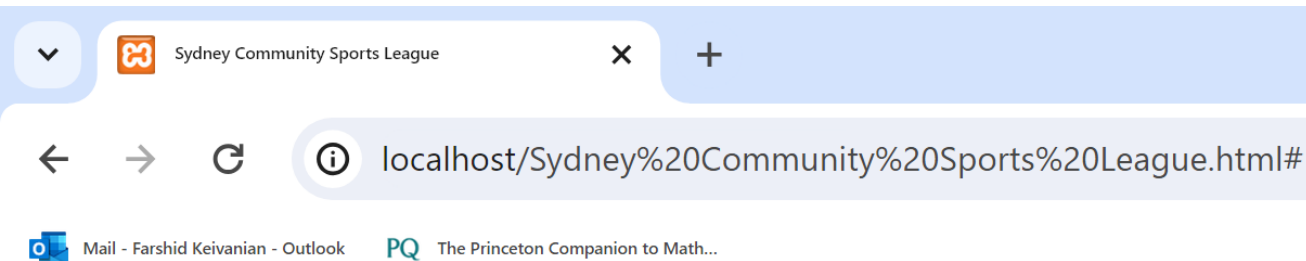 Sydney Community Sports League
localhost/Sydney%20Community%20Sports%20League.html#
Mail - Farshid Keivanian - Outlook PQ The Princeton Companion to Math...